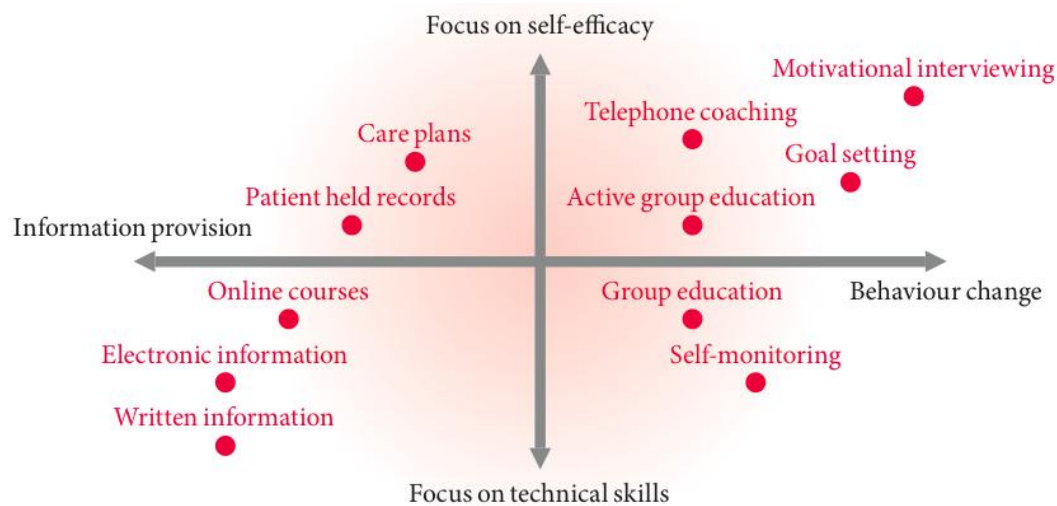 Focus on self-efficacy
Motivational interviewing
Telephone coaching
Care plans
Goal setting
Patient held records
Active group education
Information provision
Online courses
Group education
Behaviour change
Electronic information
Self-monitoring
Written information
Focus on technical skills